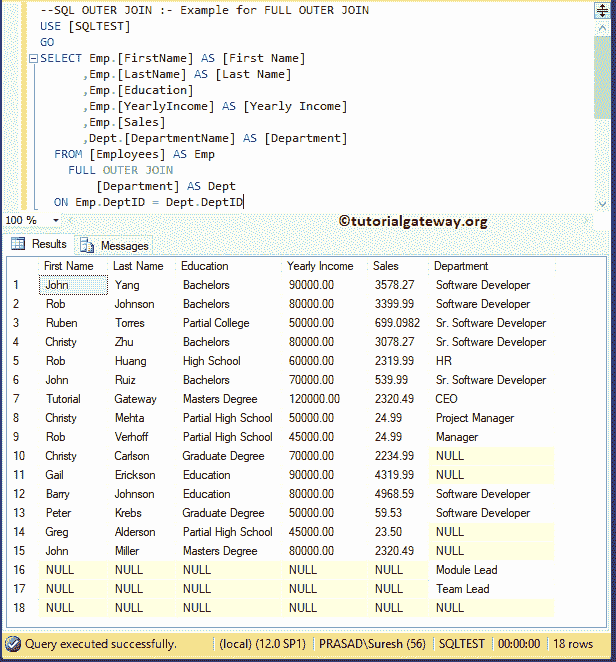 --SQL OUTER JOIN :- Example for FULL OUTER JOIN
USE [SQLTEST]
GO
SELECT Emp.[FirstName] AS [First Name]
,Emp.[LastName] AS [Last Name]
,Emp.[Education]
,Emp.[YearlyIncome] AS [Yearly Income]
,Emp.[Sales]
,Dept.[DepartmentName] AS [Department]
FROM [Employees] AS Emp
FULL OUTER JOIN
[Department] AS Dept
ON Emp.DeptID = Dept.DeptID
100 %
©tutorialgateway.org
Results Messages
First Name Last Name Education Yearly Income Sales Department
1 John Yang Bachelors 90000.00 3578.27 Software Developer
2 Rob Johnson Bachelors 80000.00 3399.99 Software Developer
3 Ruben Torres Partial College 50000.00 699.0982 Sr. Software Developer
4 Christy Zhu Bachelors 80000.00 3078.27 Sr. Software Developer
5 Rob Huang High School 60000.00 2319.99 HR
6 John Ruiz Bachelors 70000.00 539.99 Sr. Software Developer
7 Tutorial Gateway Masters Degree 120000.00 2320.49 CEO
8 Christy Mehta Partial High School 50000.00 24.99 Project Manager
9 Rob Verhoff Partial High School 45000.00 24.99 Manager
10 Christy Carlson Graduate Degree 70000.00 2234.99 NULL
11 Gail Erickson Education 90000.00 4319.99 NULL
12 Barry Johnson Education 80000.00 4968.59 Software Developer
13 Peter Krebs Graduate Degree 50000.00 59.53 Software Developer
14 Greg Alderson Partial High School 45000.00 23.50 NULL
15 John Miller Masters Degree 80000.00 2320.49 NULL
16 NULL NULL NULL NULL NULL Module Lead
17 NULL NULL NULL NULL NULL Team Lead
18 NULL NULL NULL NULL NULL NULL
Query executed successfully. (local) (12.0 SP1) PRASAD\Suresh (56) SQLTEST 00:00:00 18 rows